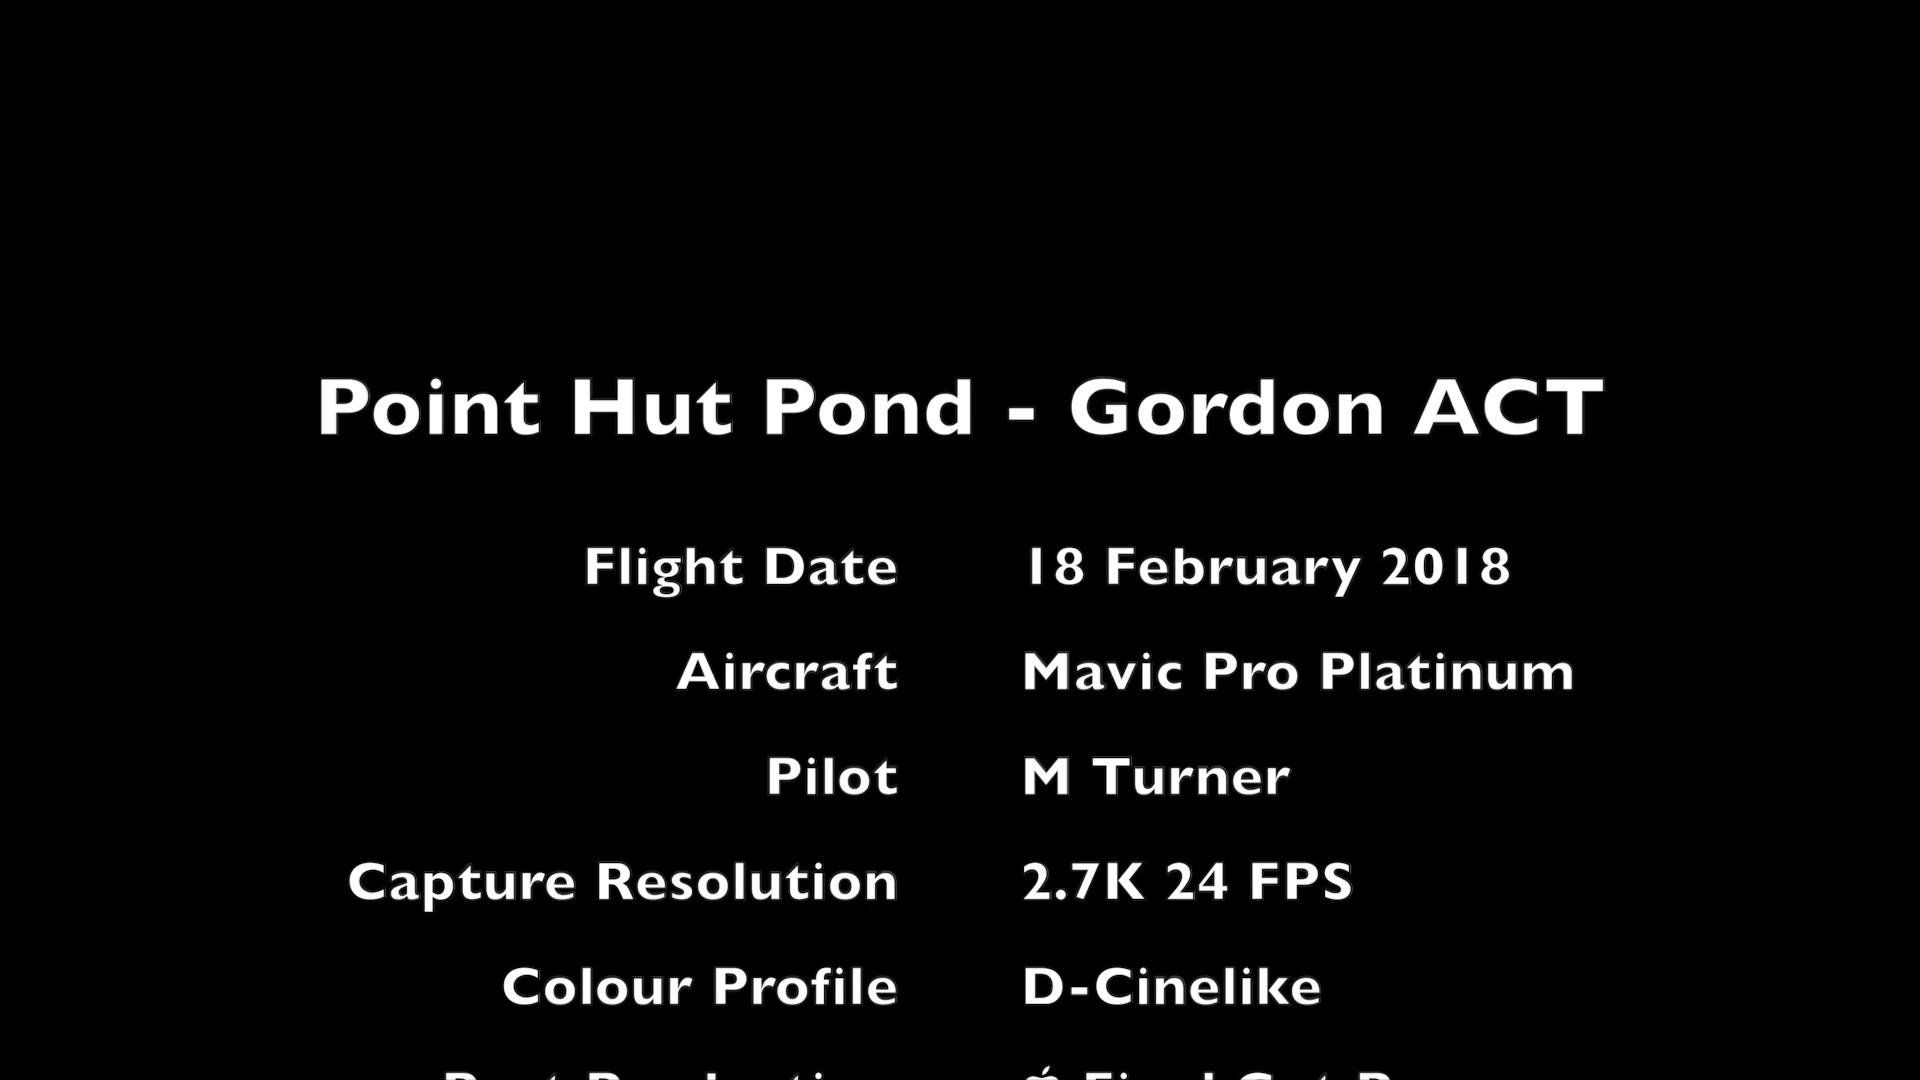 Point Hut Pond - Gordon ACT
Flight Date 18 February 2018
Aircraft Mavic Pro Platinum
Pilot M Turner
Capture Resolution 2.7K 24 FPS
Colour Profile D-Cinelike